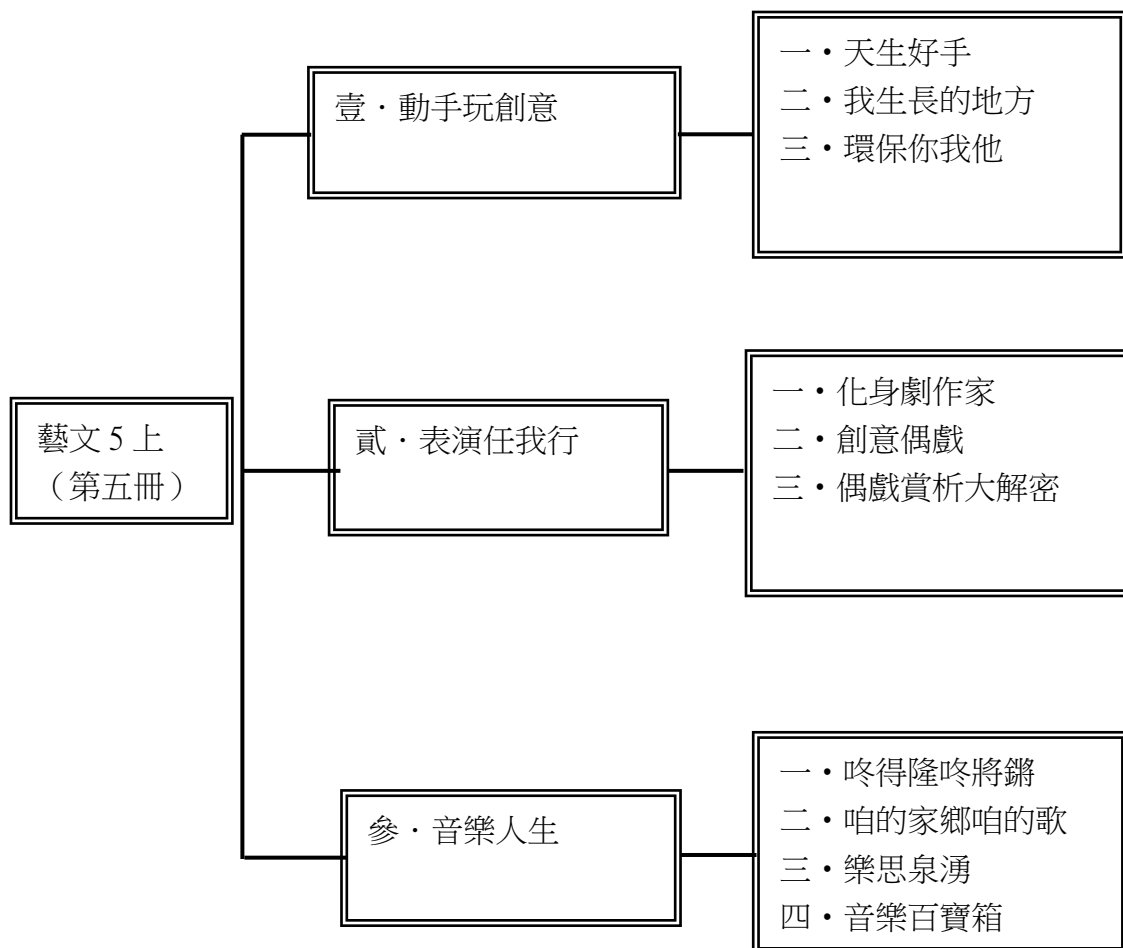 藝文 5 上
（第五冊）
壹．動手玩創意
一・天生好手
二・我生長的地方
三・環保你我他
貳．表演任我行
一・化身劇作家
二・創意偶戲
三・偶戲賞析大解密
參．音樂人生
一・咚得隆咚將鏘
二・咱的家鄉咱的歌
三・樂思泉湧
四・音樂百寶箱